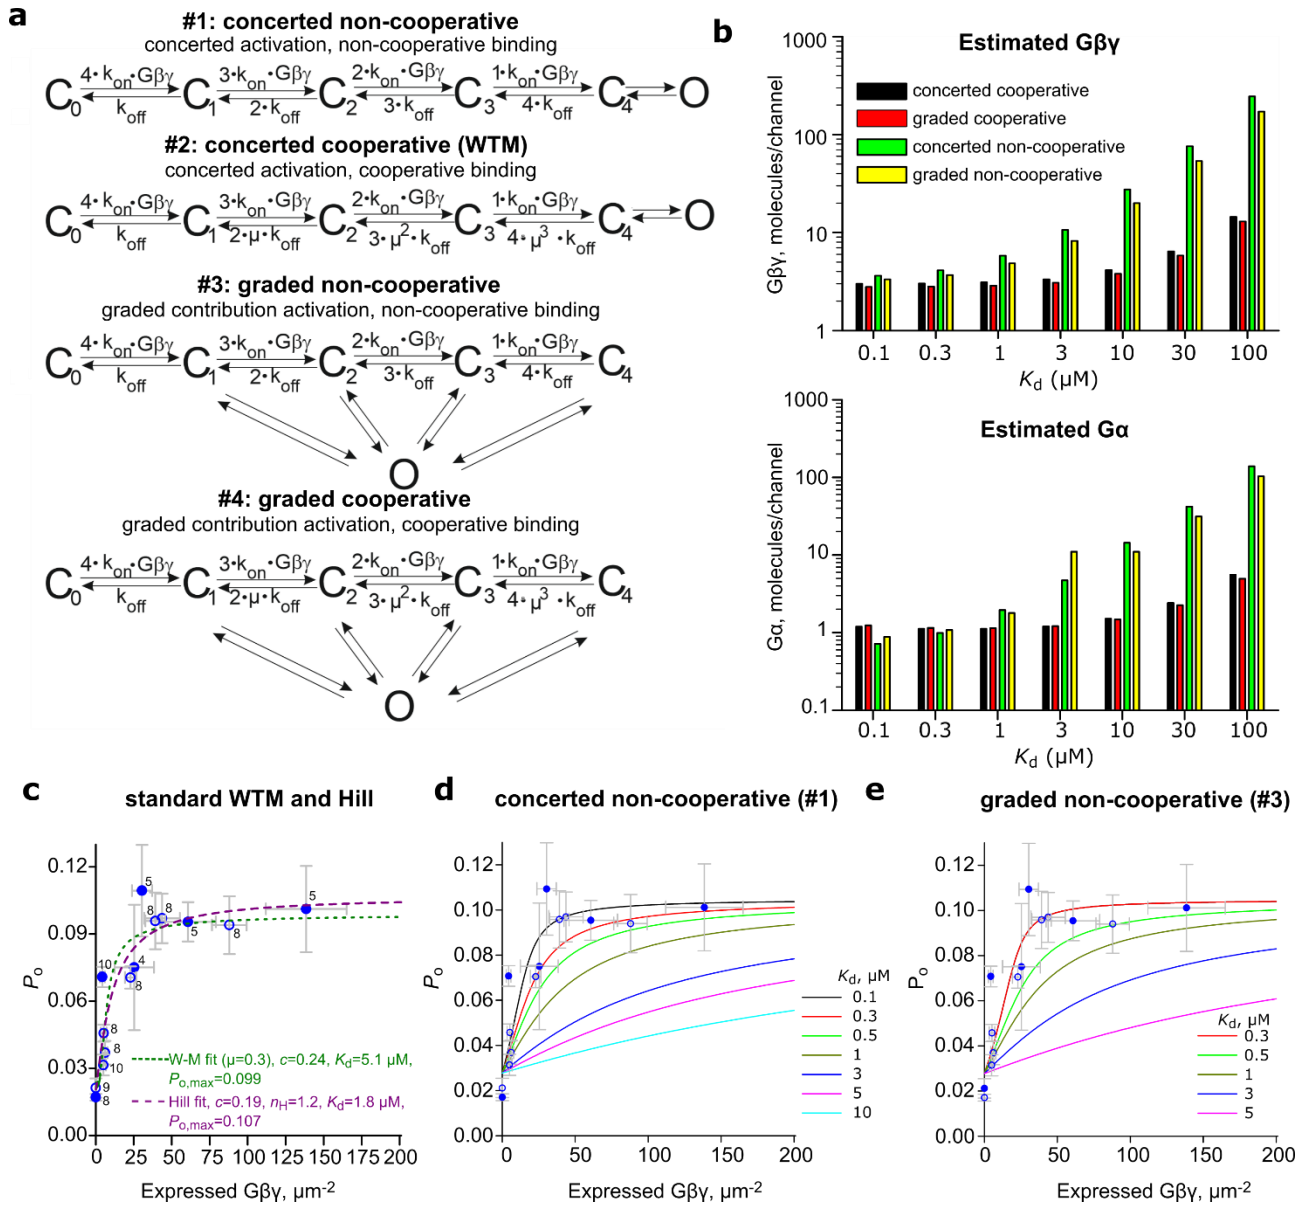 a
#1: concerted non-cooperative
concerted activation, non-cooperative binding
4·kon·Gβγ 3·kon·Gβγ 2·kon·Gβγ 1·kon·Gβγ
C0 C1 C2 C3 C4 O
koff 2·koff 3·koff 4·koff
#2: concerted cooperative (WTM)
concerted activation, cooperative binding
4·kon·Gβγ 3·kon·Gβγ 2·kon·Gβγ 1·kon·Gβγ
C0 C1 C2 C3 C4 O
koff 2·μ·koff 3·μ²·koff 4·μ³·koff
#3: graded non-cooperative
graded contribution activation, non-cooperative binding
4·kon·Gβγ 3·kon·Gβγ 2·kon·Gβγ 1·kon·Gβγ
C0 C1 C2 C3 C4
koff 2·koff 3·koff 4·koff
O
#4: graded cooperative
graded contribution activation, cooperative binding
4·kon·Gβγ 3·kon·Gβγ 2·kon·Gβγ 1·kon·Gβγ
C0 C1 C2 C3 C4
koff 2·μ·koff 3·μ²·koff 4·μ³·koff
O
b
Estimated Gβγ
concerted cooperative
graded cooperative
concerted non-cooperative
graded non-cooperative
Gβγ, molecules/channel
1000
100
10
1
0.1 0.3 1 3 10 30 100
Kd (μM)
Estimated Gα
Gα, molecules/channel
1000
100
10
1
0.1
0.1 0.3 1 3 10 30 100
Kd (μM)
c
standard WTM and Hill
Po
0.12
0.09
0.06
0.03
0.00
5
8
8
5
8
5
10
4
8
8
8
10
9
8
W-M fit (μ=0.3), c=0.24, Kd=5.1 μM,
Po,max=0.099
Hill fit, c=0.19, nH=1.2, Kd=1.8 μM,
Po,max=0.107
0 25 50 75 100 125 150 175 200
Expressed Gβγ, μm-2
d
concerted non-cooperative (#1)
Po
0.12
0.10
0.08
0.06
0.04
0.02
0.00
Kd, μM
0.1
0.3
0.5
1
3
5
10
0 50 100 150 200
Expressed Gβγ, μm-2
e
graded non-cooperative (#3)
Po
0.12
0.10
0.08
0.06
0.04
0.02
0.00
Kd, μM
0.3
0.5
1
3
5
0 50 100 150 200
Expressed Gβγ, μm-2